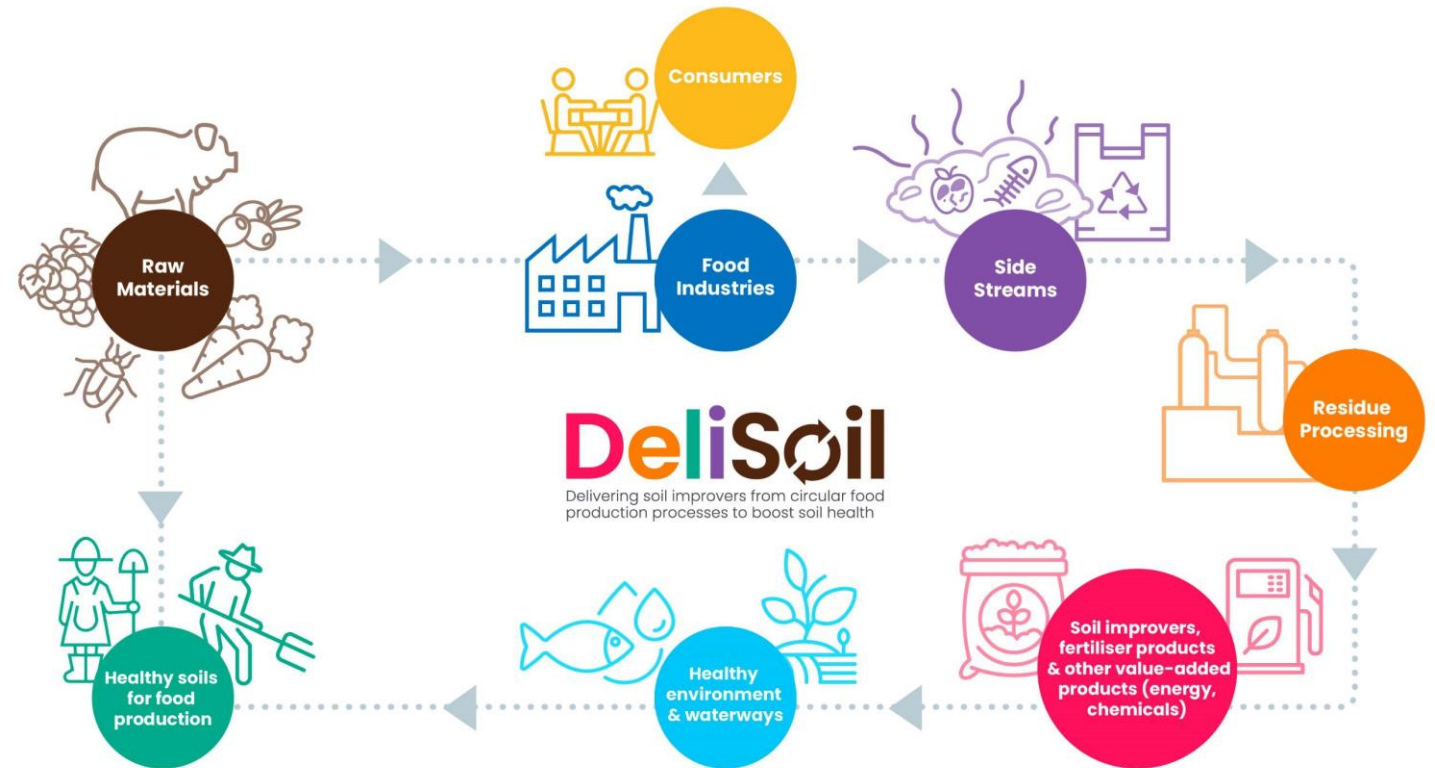 Consumers
Raw
Materials
Food
Industries
Side
Streams
Residue
Processing
DeliSoil
Delivering soil improvers from circular food
production processes to boost soil health
Soil improvers,
fertiliser products
& other value-added
products (energy,
chemicals)
Healthy
environment
& waterways
Healthy soils
for food
production